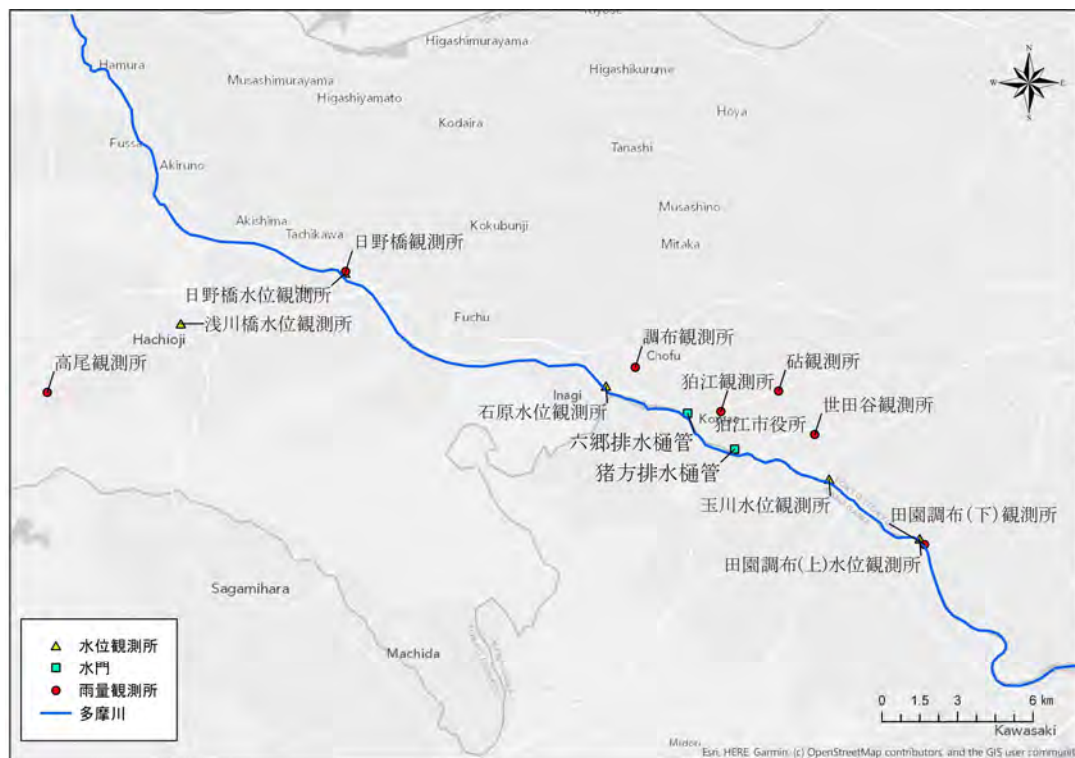 Higashimurayama
Hamura
Musashimurayama
Higashikurume
Higashiyamato
Hoya
Kodaira
Fussa
Tanashi
Akiruno
Musashino
Akishima
Kokubunji
Tachikawa
Mitaka
日野橋観測所
日野橋水位観測所
浅川橋水位観測所
Fuchu
Hachioji
調布観測所
Chofu
高尾観測所
砧観測所
狛江観測所
Inagi
石原水位観測所
世田谷観測所
狛江市役所
六郷排水樋管
猪方排水樋管
玉川水位観測所
田園調布(下)観測所
田園調布(上)水位観測所
Sagamihara
Machida
水位観測所
水門
雨量観測所
多摩川
N
W
E
S
0 1.5 3 6 km
Kawasaki
Midori
Esri, HERE, Garmin, (c) OpenStreetMap contributors, and the GIS user communit